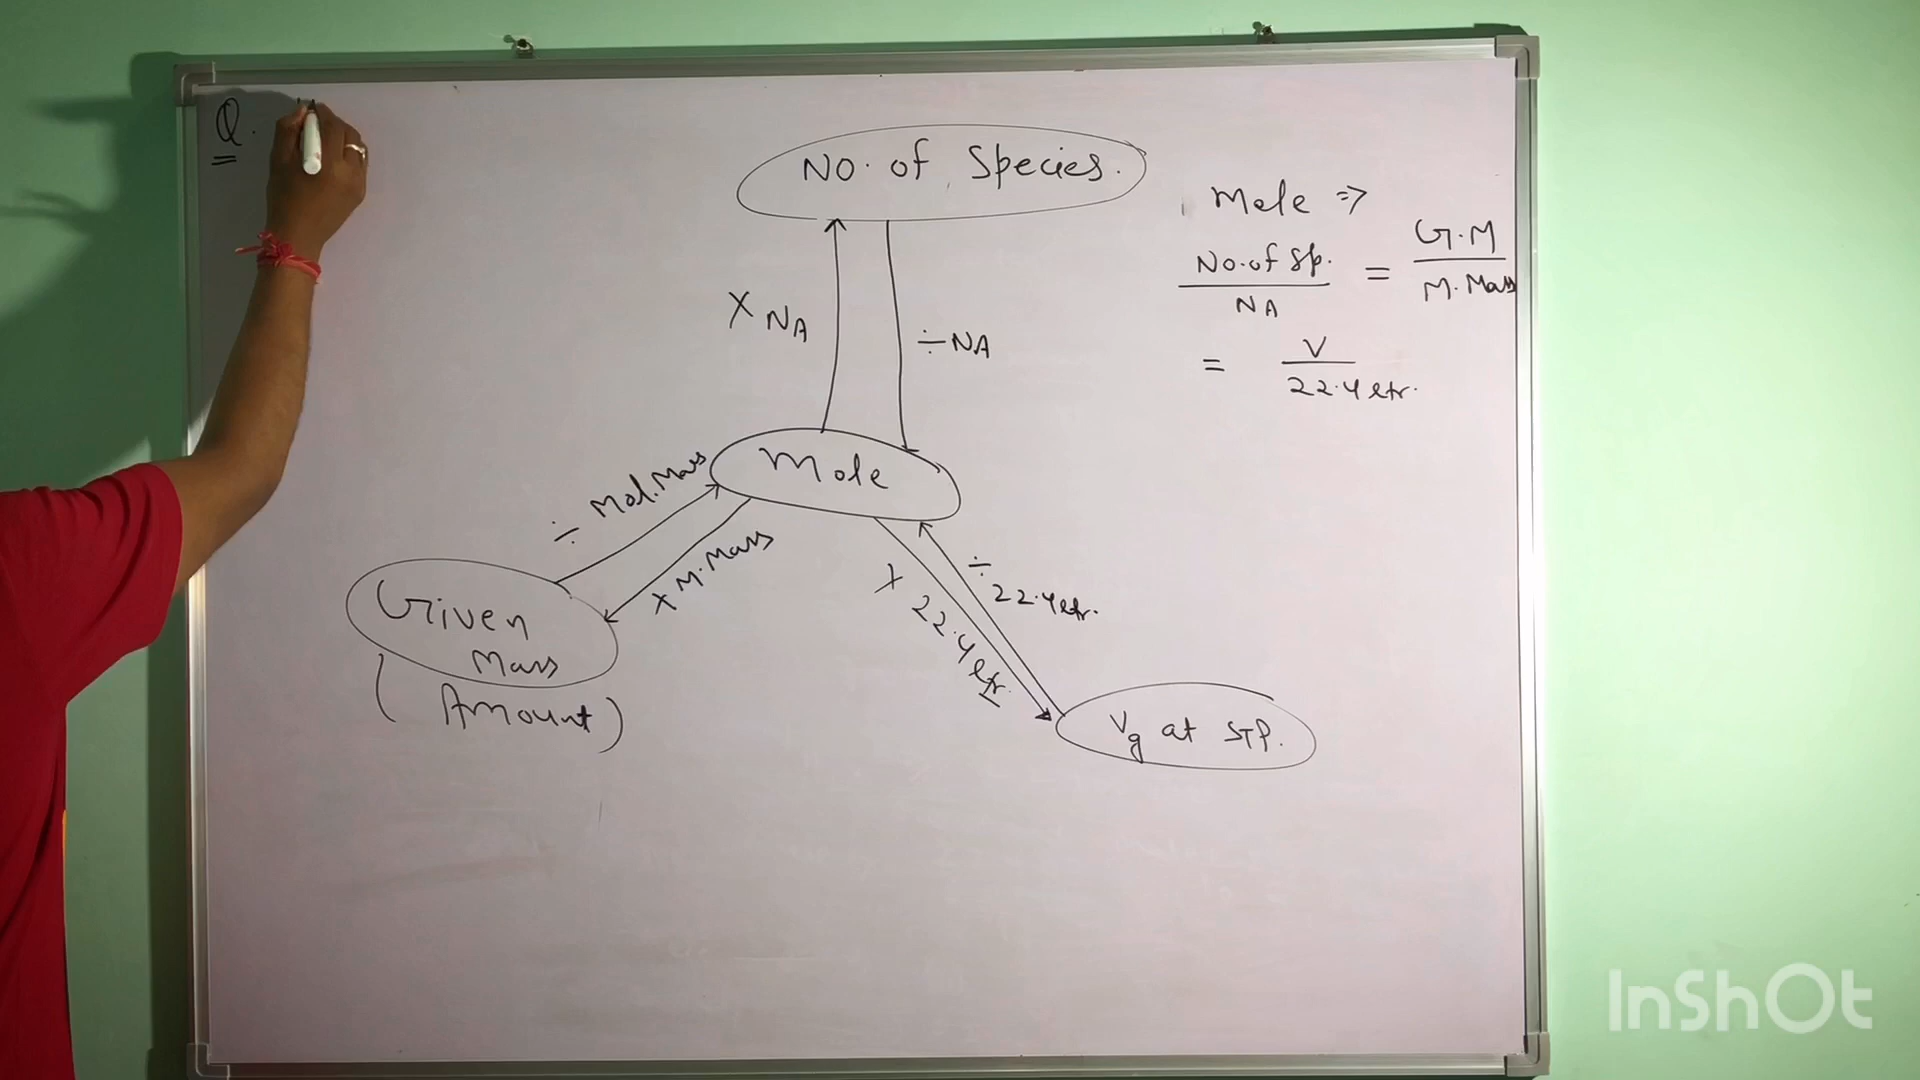 Q.
No. of Species.
Mole ⇒
No. of Sp. / NA = G.M / M. Mass
= V / 22.4 ltr.
X NA
÷ NA
Mole
÷ Mol. Mass
X M. Mass
Given
Mass
(Amount)
÷ 22.4 ltr.
X 22.4 ltr.
Vg at STP.
InShOt